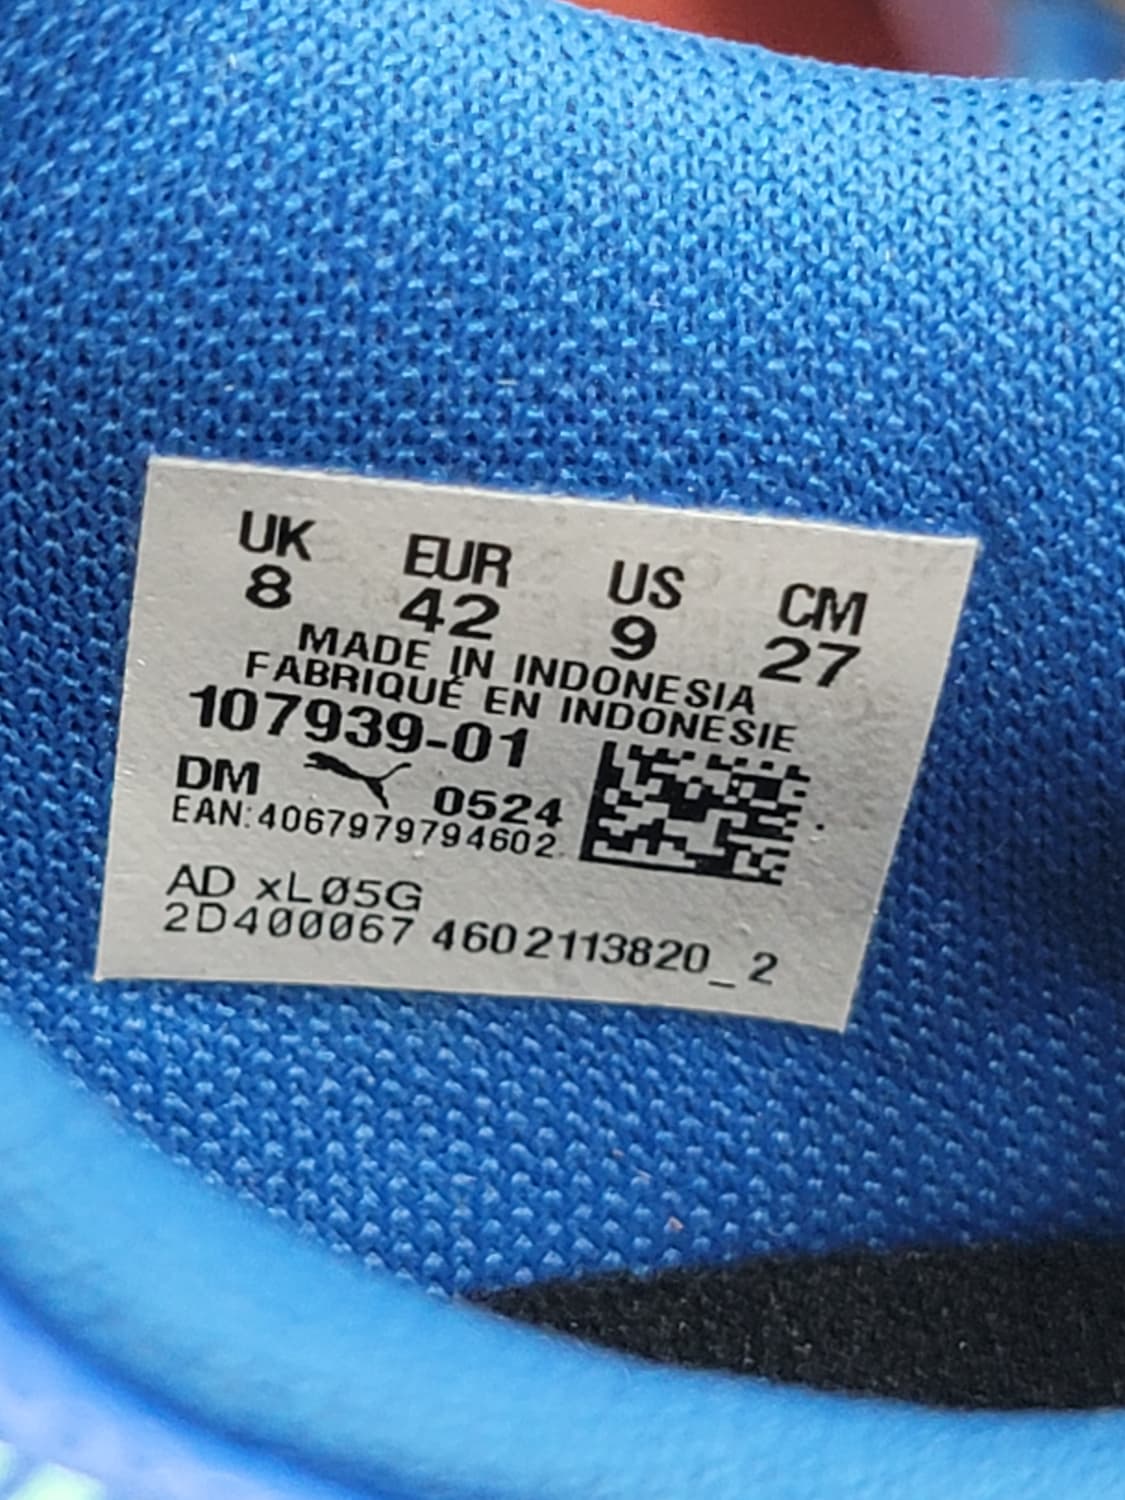 UK EUR US CM
8 42 9 27
MADE IN INDONESIA
FABRIQUÉ EN INDONESIE
107939-01
DM 0524
EAN:4067979794602
AD xLØ5G
2D400067 4602113820_2